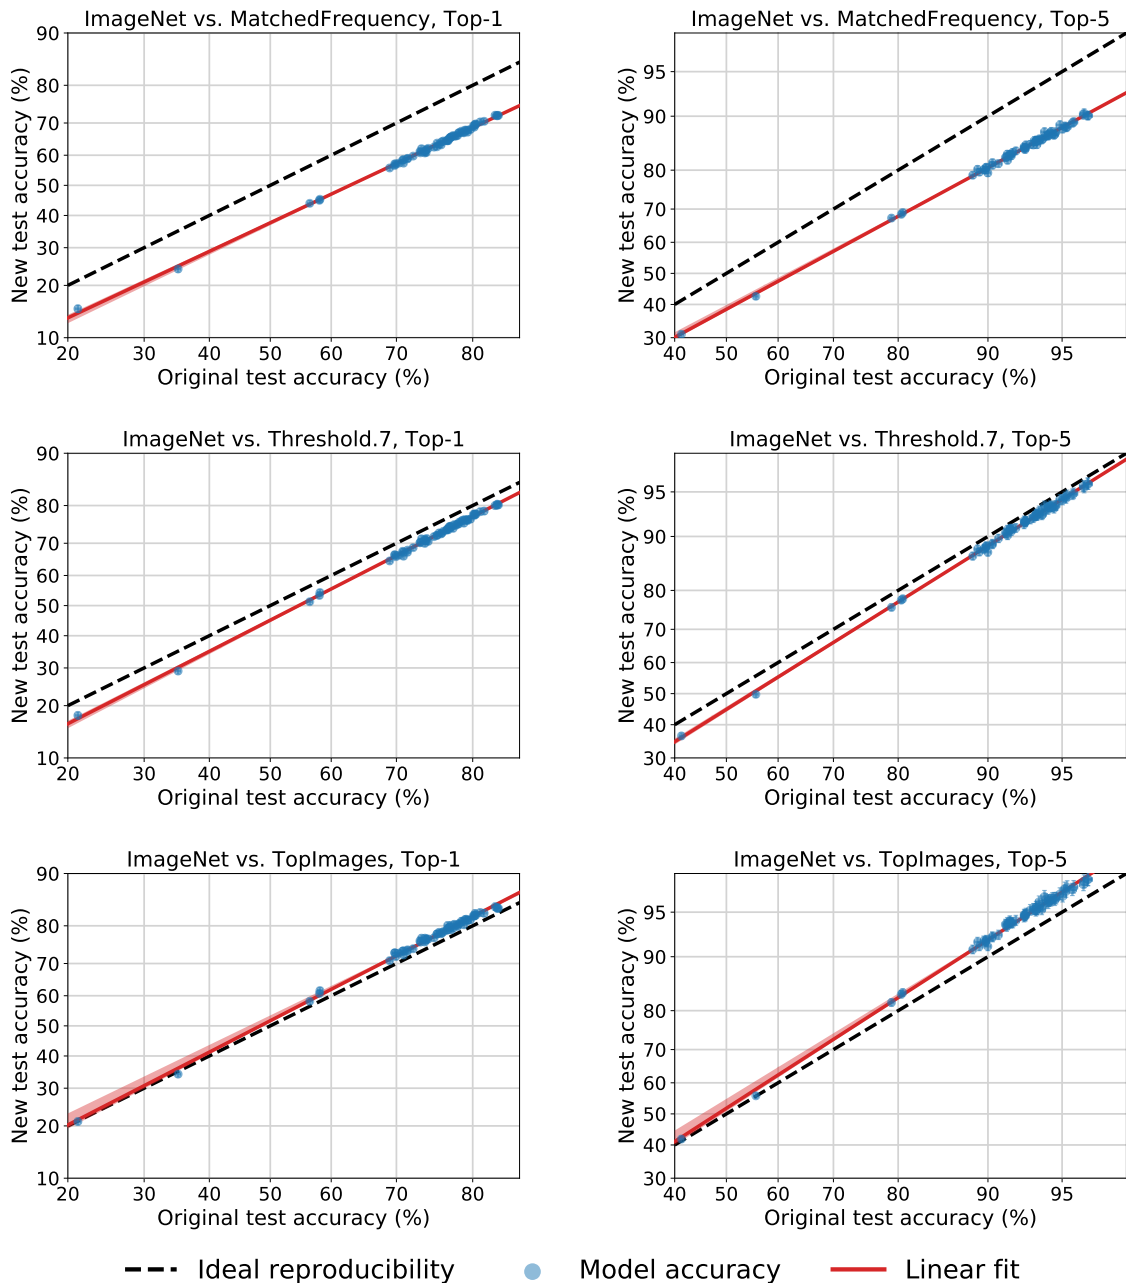 ImageNet vs. MatchedFrequency, Top-1
90
80
70
60
50
40
30
20
10
New test accuracy (%)
20 30 40 50 60 70 80
Original test accuracy (%)
ImageNet vs. MatchedFrequency, Top-5
95
90
80
70
60
50
40
30
New test accuracy (%)
40 50 60 70 80 90 95
Original test accuracy (%)
ImageNet vs. Threshold.7, Top-1
90
80
70
60
50
40
30
20
10
New test accuracy (%)
20 30 40 50 60 70 80
Original test accuracy (%)
ImageNet vs. Threshold.7, Top-5
95
90
80
70
60
50
40
30
New test accuracy (%)
40 50 60 70 80 90 95
Original test accuracy (%)
ImageNet vs. TopImages, Top-1
90
80
70
60
50
40
30
20
10
New test accuracy (%)
20 30 40 50 60 70 80
Original test accuracy (%)
ImageNet vs. TopImages, Top-5
95
90
80
70
60
50
40
30
New test accuracy (%)
40 50 60 70 80 90 95
Original test accuracy (%)
Ideal reproducibility Model accuracy Linear fit